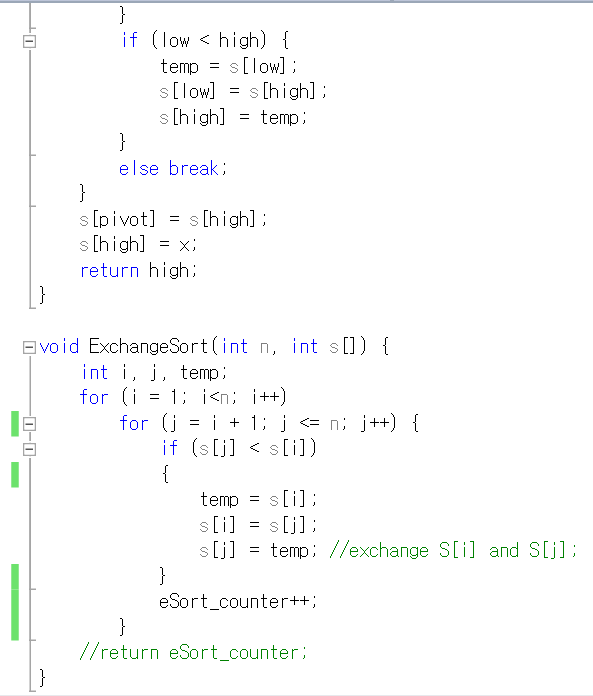 }
if (low < high) {
temp = s[low];
s[low] = s[high];
s[high] = temp;
}
else break;
}
s[pivot] = s[high];
s[high] = x;
return high;
}
void ExchangeSort(int n, int s[]) {
int i, j, temp;
for (i = 1; i<n; i++)
for (j = i + 1; j <= n; j++) {
if (s[j] < s[i])
{
temp = s[i];
s[i] = s[j];
s[j] = temp; //exchange S[i] and S[j];
}
eSort_counter++;
}
//return eSort_counter;
}